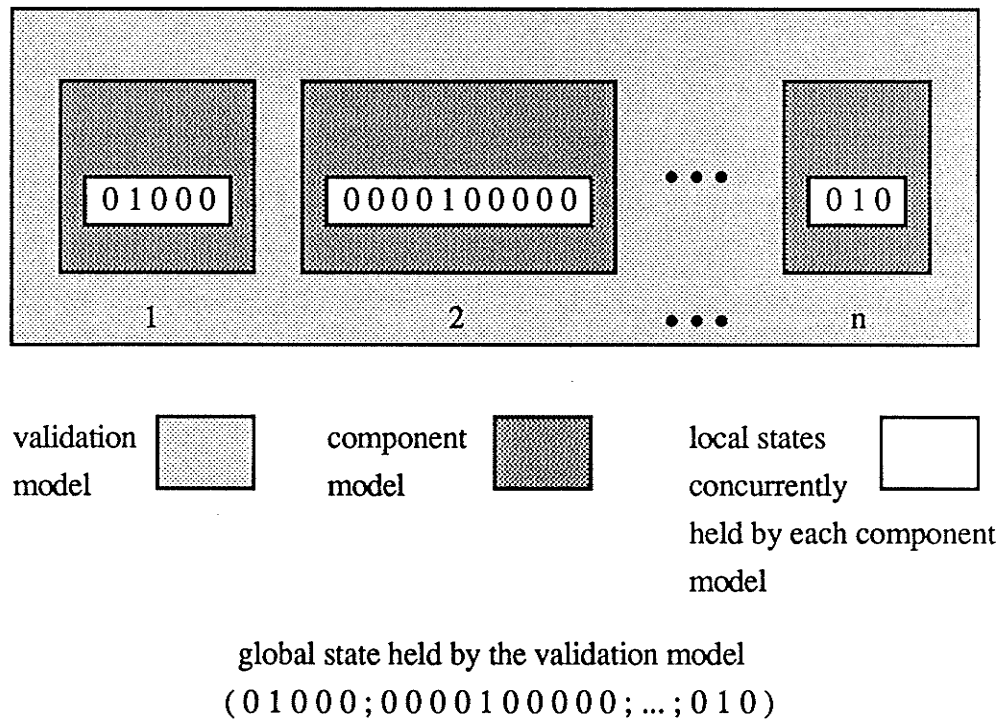 01000
0000100000
• • •
010
1
2
• • •
n
validation
model
component
model
local states
concurrently
held by each component
model
global state held by the validation model
(01000;0000100000;...;010)